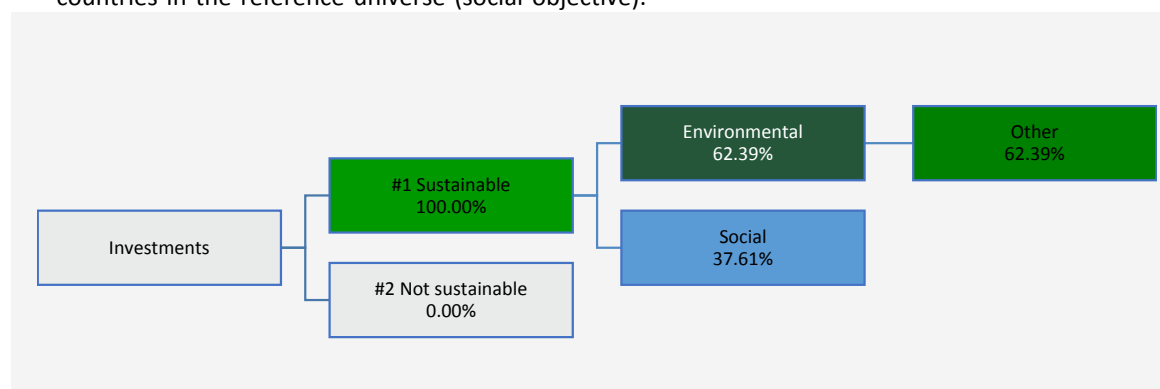 countries in the reference universe (social objective).
Environmental
62.39%
Other
62.39%
#1 Sustainable
100.00%
Investments
Social
37.61%
#2 Not sustainable
0.00%